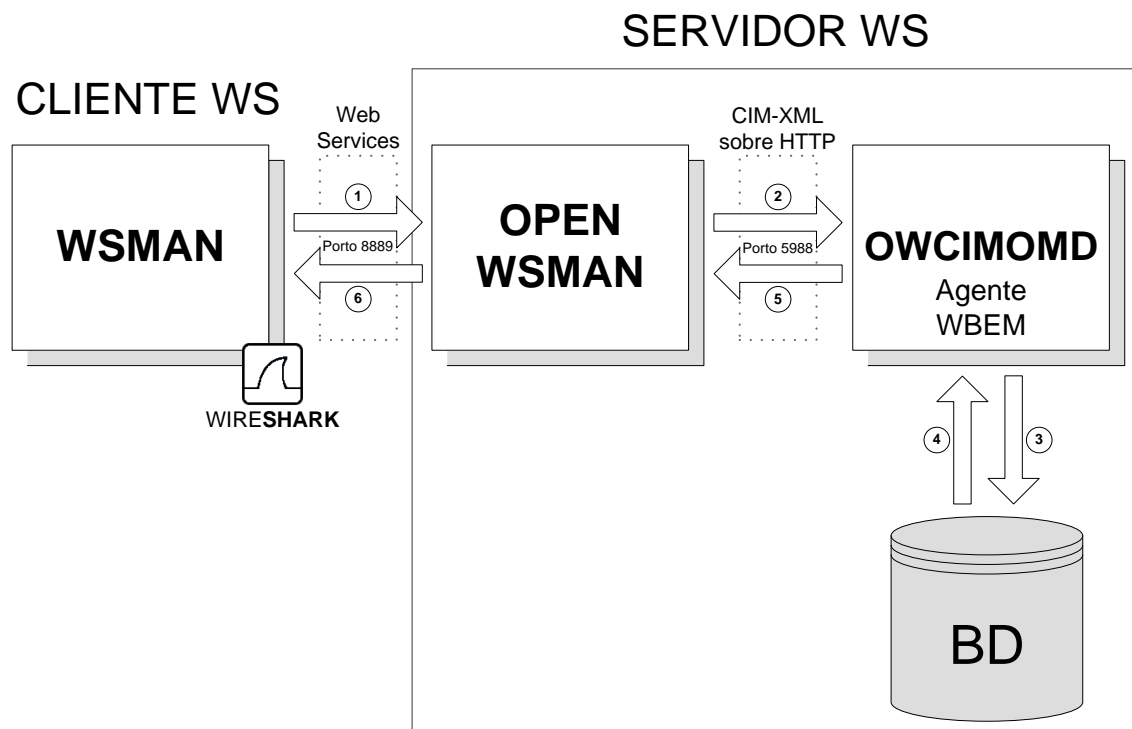 SERVIDOR WS
CLIENTE WS
Web
Services
CIM-XML
sobre HTTP
1
2
WSMAN
OPEN
WSMAN
OWCIMOMD
Agente
WBEM
Porto 8889
Porto 5988
6
5
WIRESHARK
4
3
BD